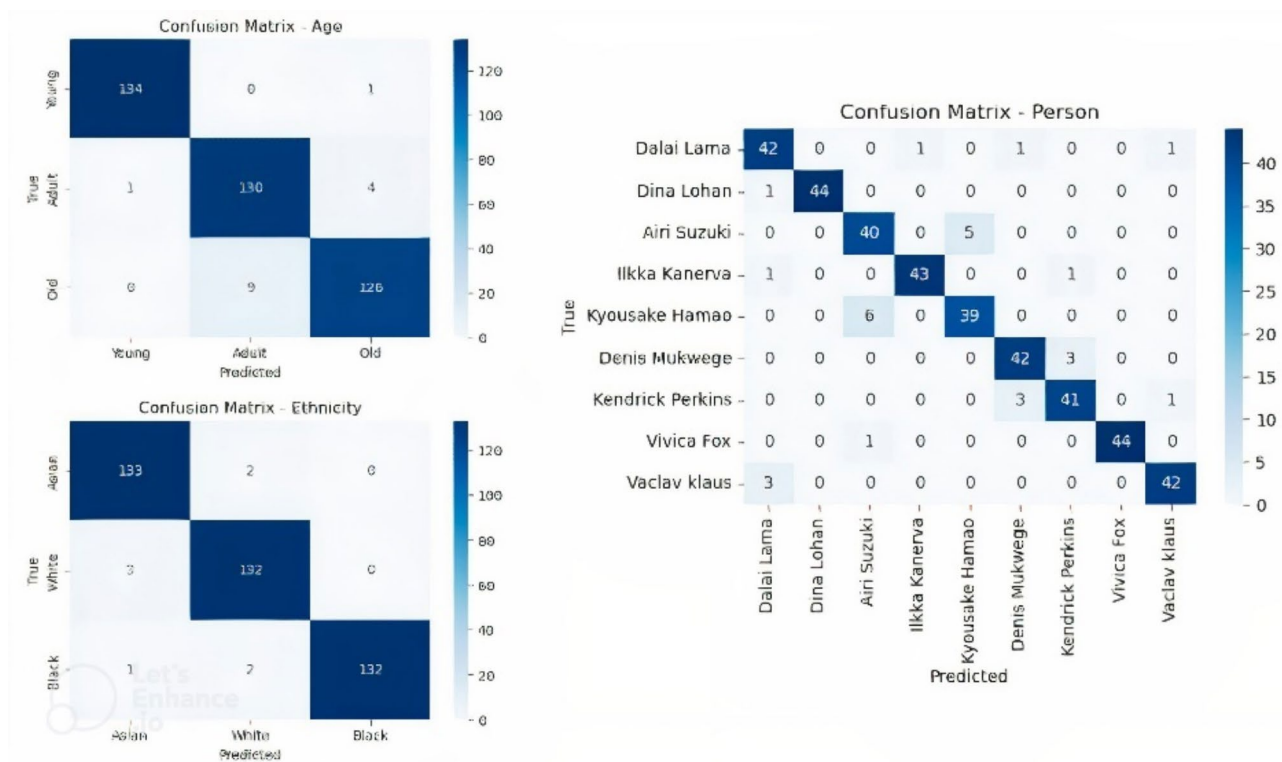 Confusion Matrix - Age
Young 134 0 1
Adult 1 130 4
Old 0 9 126
True
120
100
80
60
40
20
0
Young Adult Old
Predicted
Confusion Matrix - Ethnicity
Asian 133 2 0
White 3 132 0
Black 1 2 132
True
120
100
80
60
40
20
0
Asian White Black
Predicted
Let's
Enhance
.io
Confusion Matrix - Person
Dalai Lama 42 0 0 1 0 1 0 0 1
Dina Lohan 1 44 0 0 0 0 0 0 0
Airi Suzuki 0 0 40 0 5 0 0 0 0
Ilkka Kanerva 1 0 0 43 0 0 1 0 0
Kyousake Hamao 0 0 6 0 39 0 0 0 0
Denis Mukwege 0 0 0 0 0 42 3 0 0
Kendrick Perkins 0 0 0 0 0 3 41 0 1
Vivica Fox 0 0 1 0 0 0 0 44 0
Vaclav klaus 3 0 0 0 0 0 0 0 42
True
40
35
30
25
20
15
10
5
0
Dalai Lama
Dina Lohan
Airi Suzuki
Ilkka Kanerva
Kyousake Hamao
Denis Mukwege
Kendrick Perkins
Vivica Fox
Vaclav klaus
Predicted